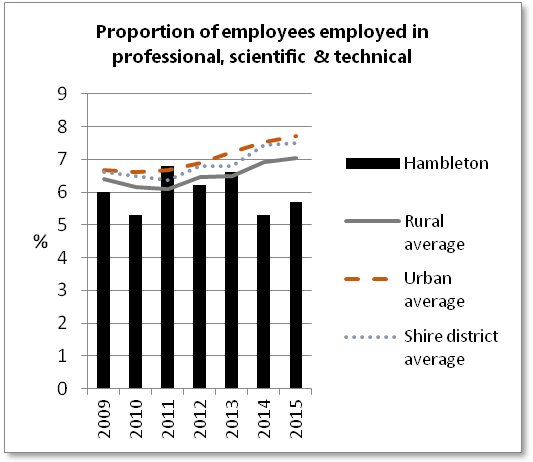 Proportion of employees employed in
professional, scientific & technical
9
8
7
6
5
4
3
2
1
0
%
2009
2010
2011
2012
2013
2014
2015
Hambleton
Rural
average
Urban
average
Shire district
average